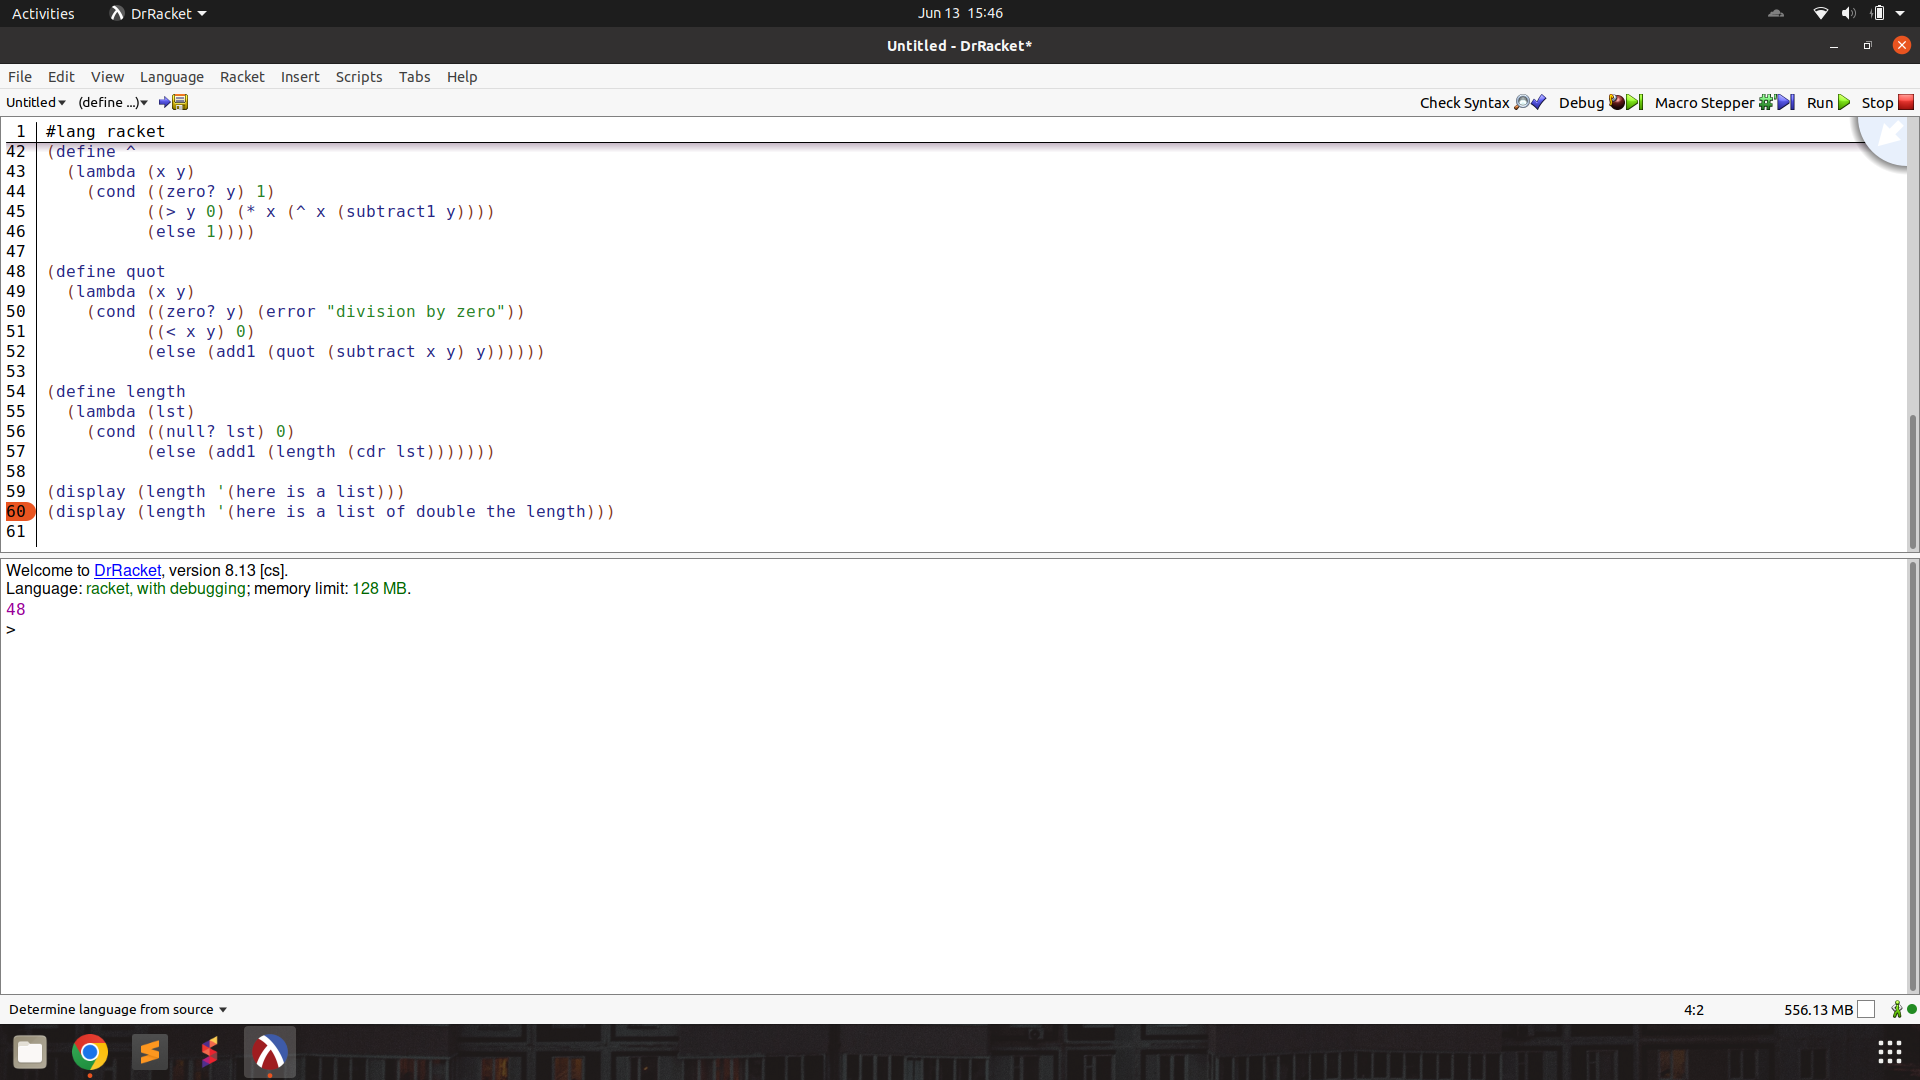 Activities DrRacket Jun 13 15:46
Untitled - DrRacket*
File Edit View Language Racket Insert Scripts Tabs Help
Untitled (define ...) Check Syntax Debug Macro Stepper Run Stop
1 #lang racket
42 (define ^
43 (lambda (x y)
44 (cond ((zero? y) 1)
45 ((> y 0) (* x (^ x (subtract1 y))))
46 (else 1))))
47
48 (define quot
49 (lambda (x y)
50 (cond ((zero? y) (error "division by zero"))
51 ((< x y) 0)
52 (else (add1 (quot (subtract x y) y))))))
53
54 (define length
55 (lambda (lst)
56 (cond ((null? lst) 0)
57 (else (add1 (length (cdr lst)))))))
58
59 (display (length '(here is a list)))
60 (display (length '(here is a list of double the length)))
61
Welcome to DrRacket, version 8.13 [cs].
Language: racket, with debugging; memory limit: 128 MB.
48
>
Determine language from source 4:2 556.13 MB